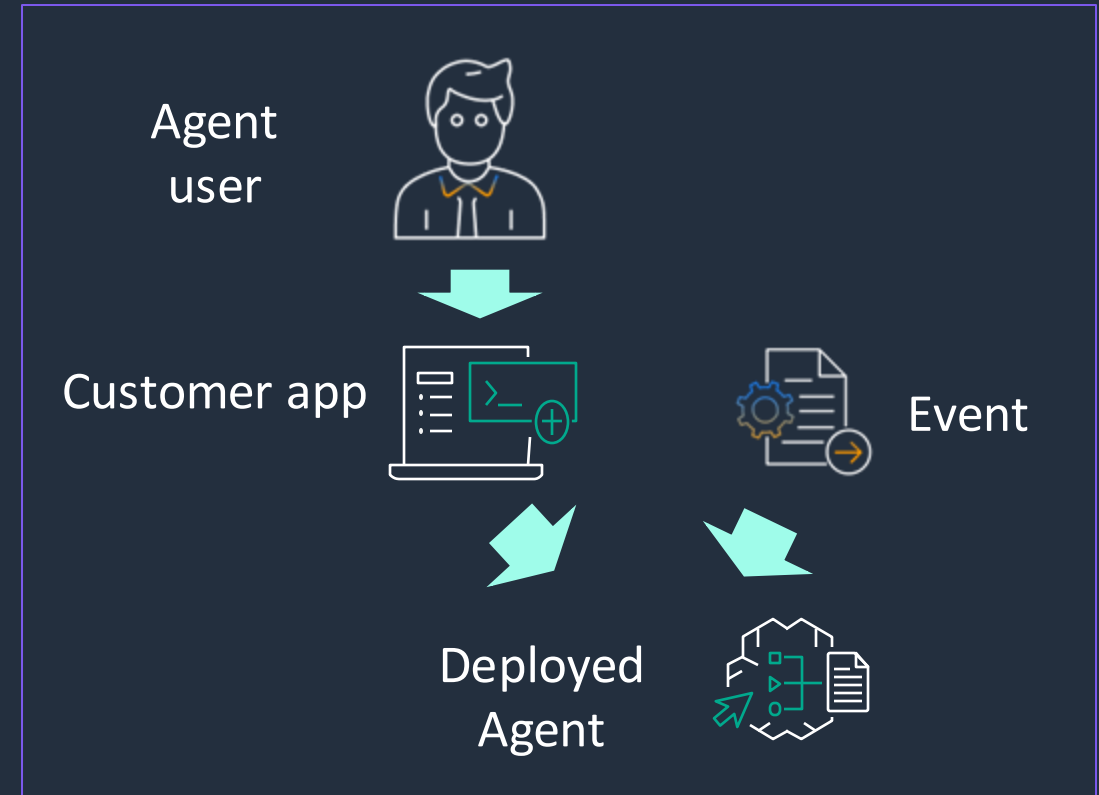 Agent
user
Customer app
Event
Deployed
Agent